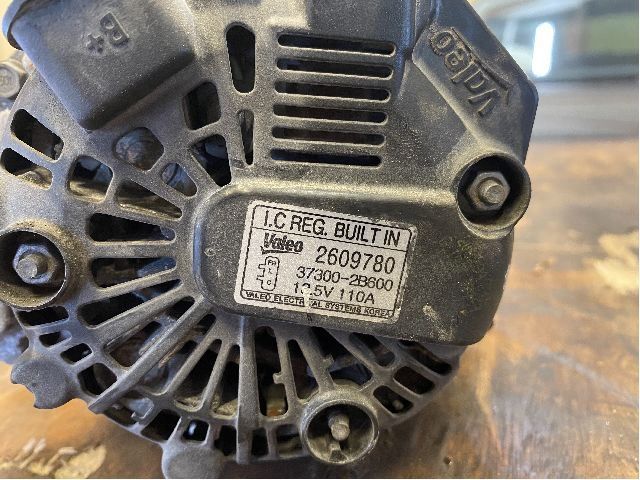 B+
Valeo
I.C REG. BUILT IN
Valeo 2609780
37300-2B600
13.5V 110A
VALEO ELECTRICAL SYSTEMS KOREA